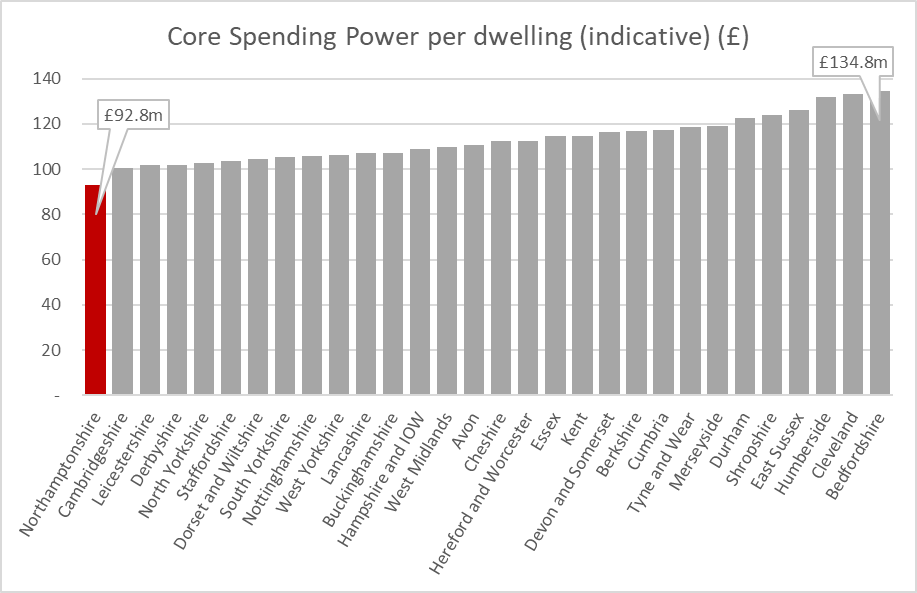 Core Spending Power per dwelling (indicative) (£)
£134.8m
£92.8m
140
120
100
80
60
40
20
-
Northamptonshire
Cambridgeshire
Leicestershire
Derbyshire
North Yorkshire
Staffordshire
Dorset and Wiltshire
South Yorkshire
Nottinghamshire
West Yorkshire
Lancashire
Buckinghamshire
Hampshire and IOW
West Midlands
Avon
Cheshire
Hereford and Worcester
Essex
Kent
Devon and Somerset
Berkshire
Cumbria
Tyne and Wear
Merseyside
Durham
Shropshire
East Sussex
Humberside
Cleveland
Bedfordshire